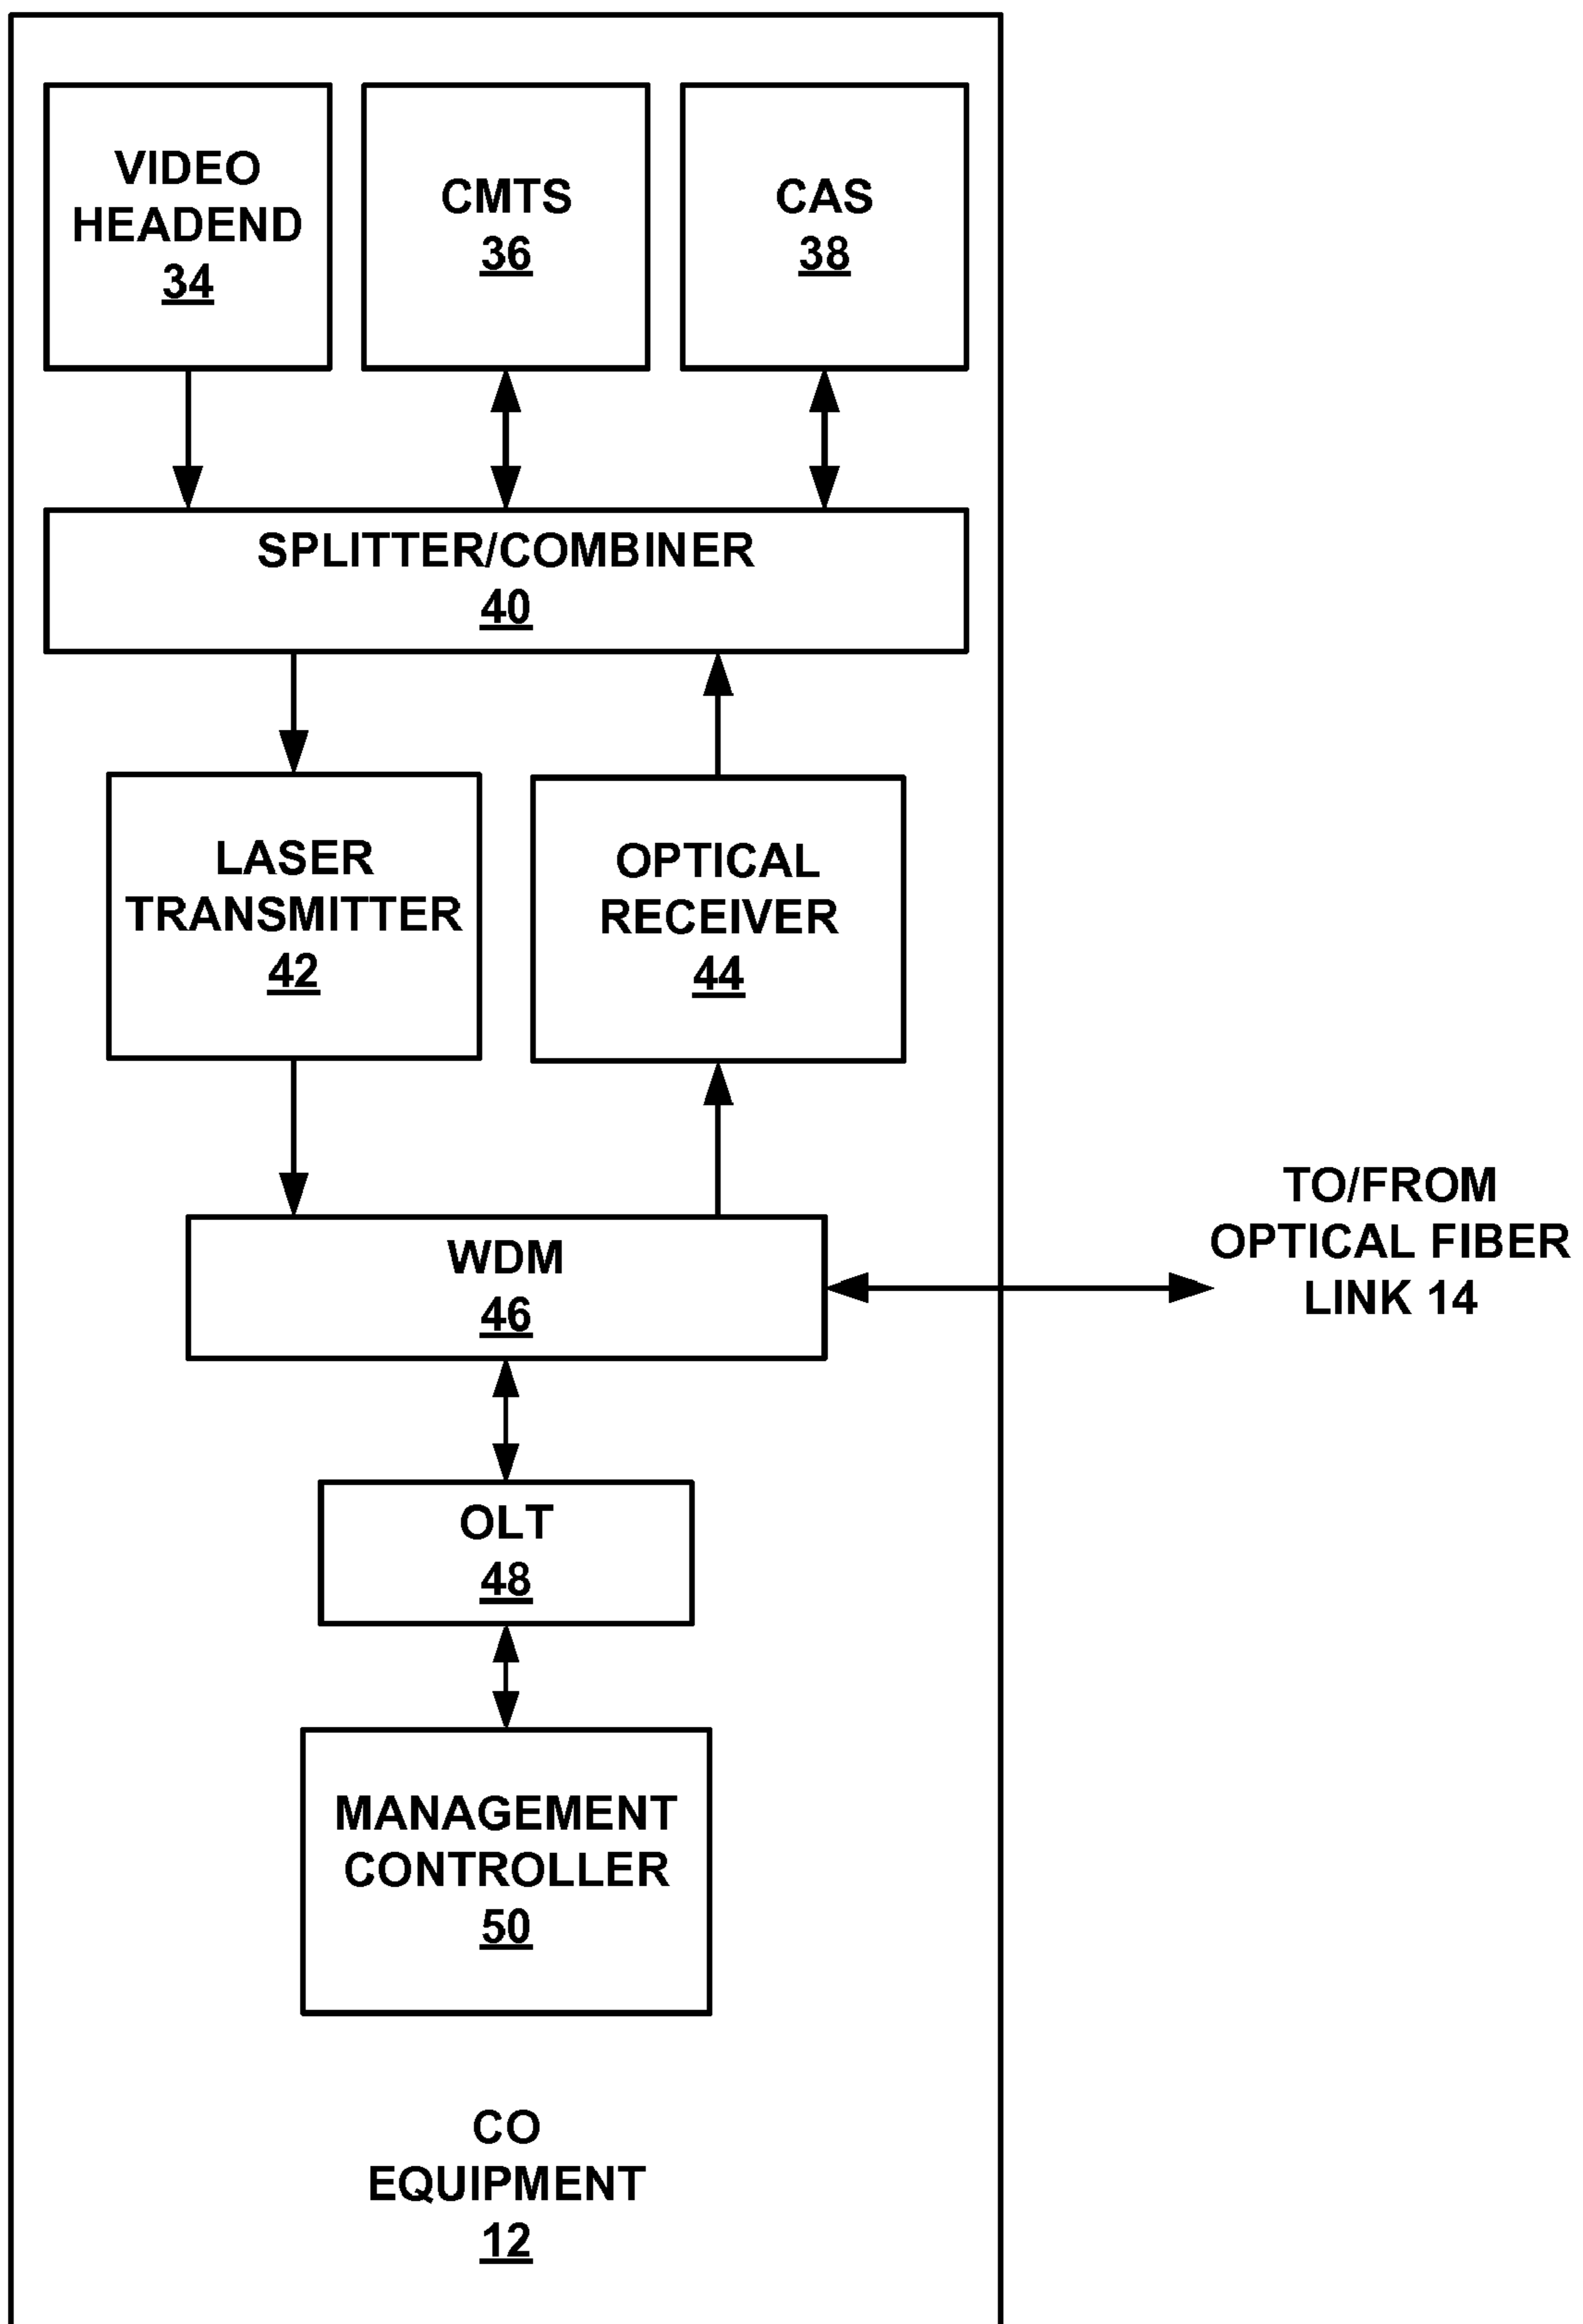 VIDEO
HEADEND
34
CMTS
36
CAS
38
SPLITTER/COMBINER
40
LASER
TRANSMITTER
42
OPTICAL
RECEIVER
44
WDM
46
TO/FROM
OPTICAL FIBER
LINK 14
OLT
48
MANAGEMENT
CONTROLLER
50
CO
EQUIPMENT
12